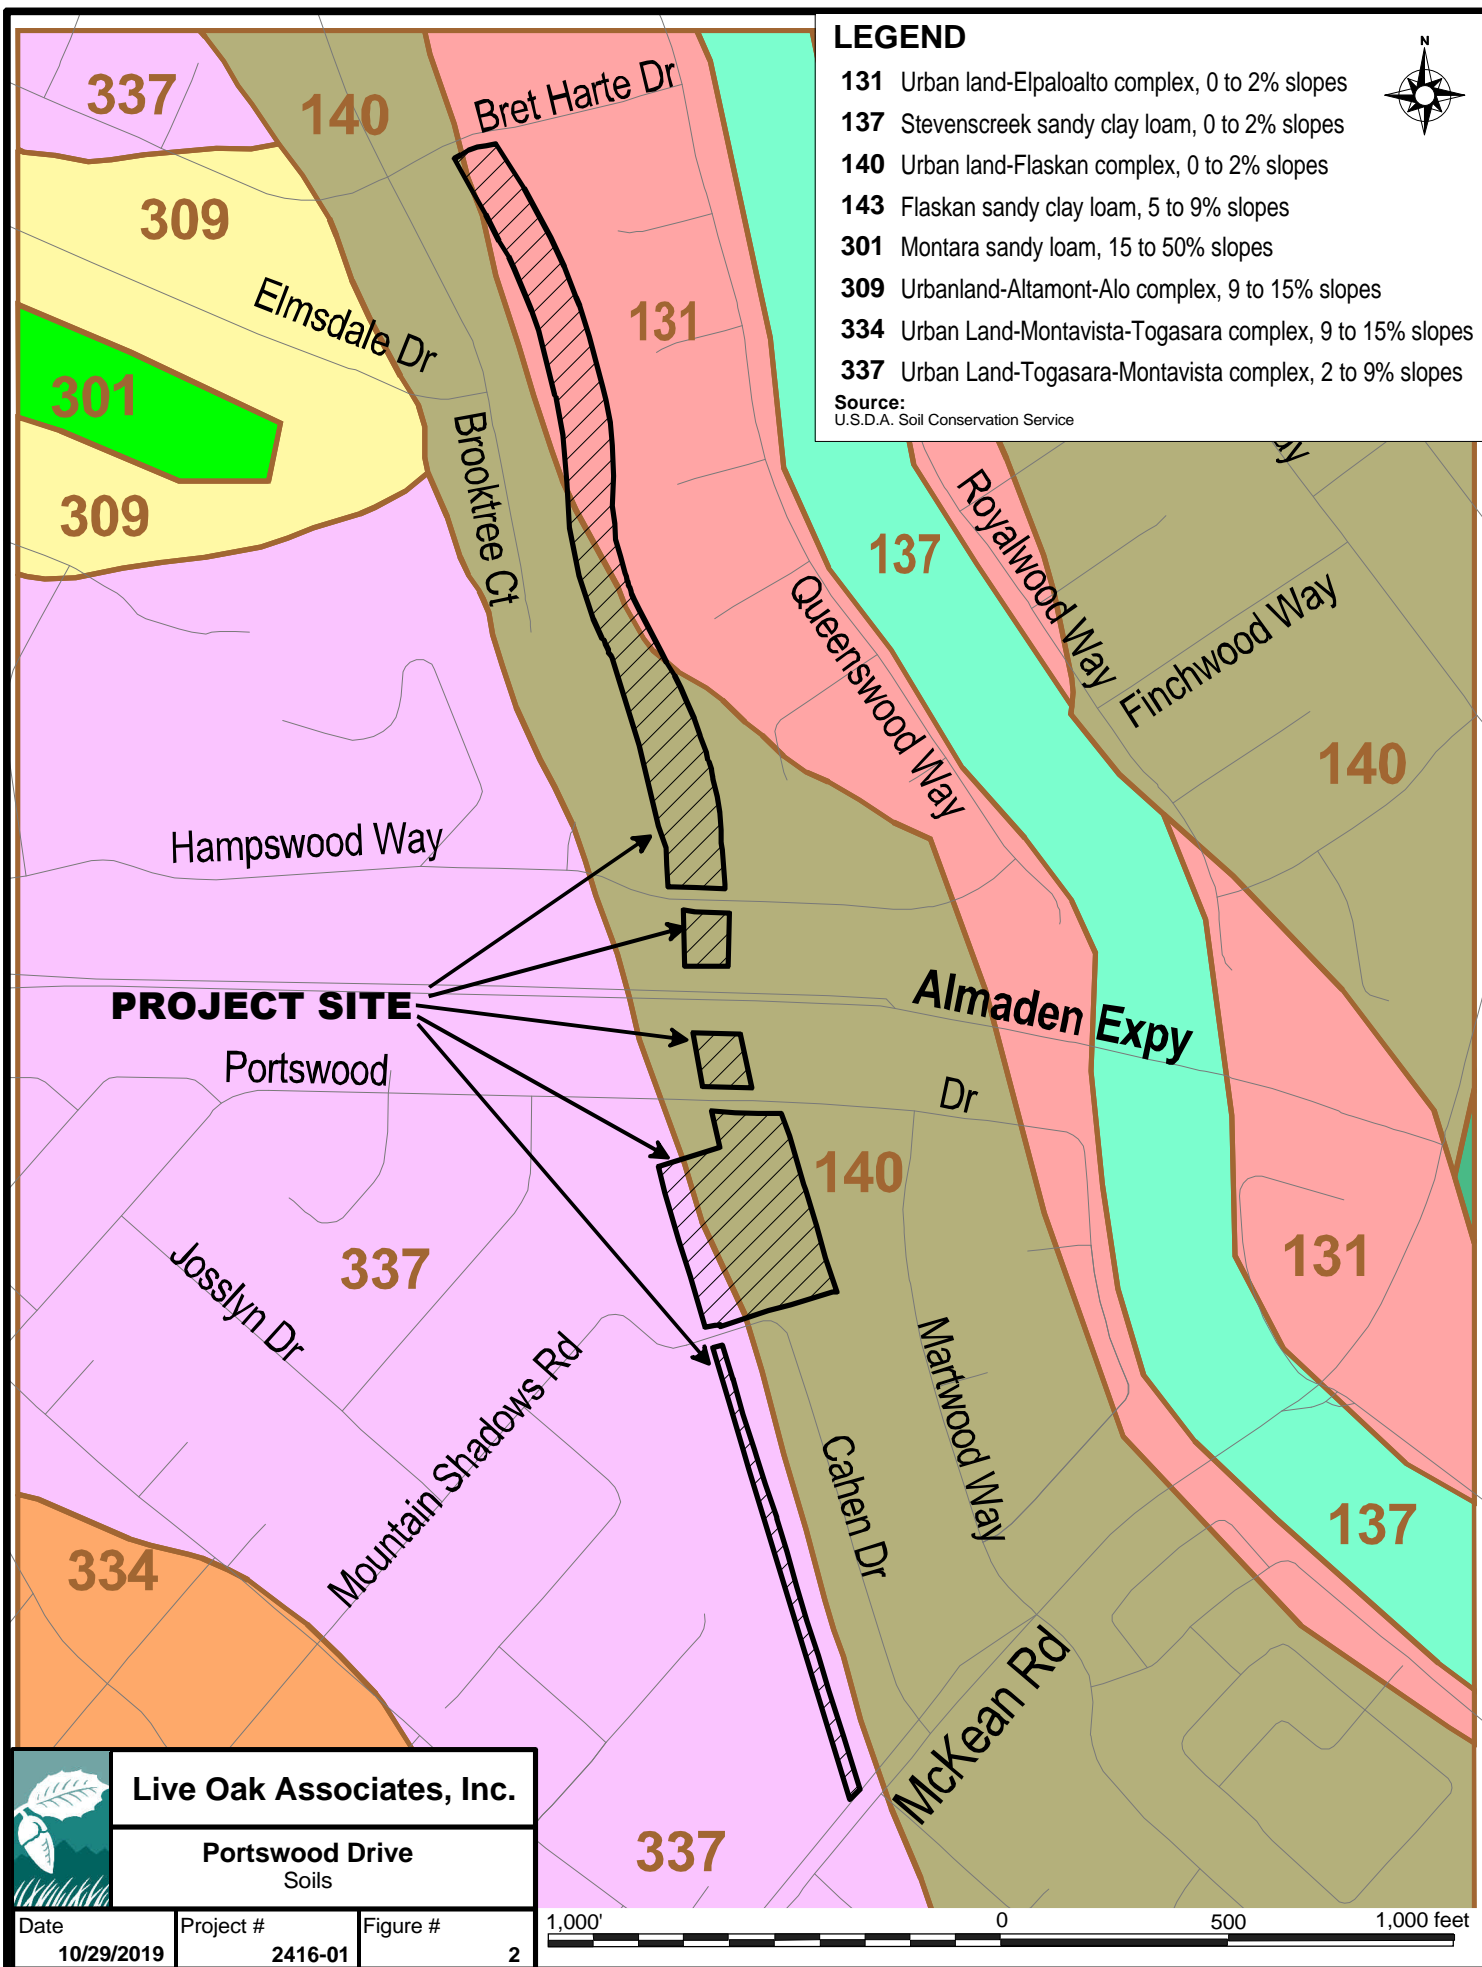 LEGEND
N
131 Urban land-Elpaloalto complex, 0 to 2% slopes
137 Stevenscreek sandy clay loam, 0 to 2% slopes
140 Urban land-Flaskan complex, 0 to 2% slopes
143 Flaskan sandy clay loam, 5 to 9% slopes
301 Montara sandy loam, 15 to 50% slopes
309 Urbanland-Altamont-Alo complex, 9 to 15% slopes
334 Urban Land-Montavista-Togasara complex, 9 to 15% slopes
337 Urban Land-Togasara-Montavista complex, 2 to 9% slopes
Source:
U.S.D.A. Soil Conservation Service
337
140
Bret Harte Dr
309
Elmsdale Dr
131
301
Brooktree Ct
309
137
Royalwood Way
Queenswood Way
Finchwood Way
140
Hampswood Way
PROJECT SITE
Almaden Expy
Portswood
Dr
140
337
131
Josslyn Dr
Mountain Shadows Rd
Martwood Way
Cahen Dr
137
334
McKean Rd
337
Live Oak Associates, Inc.
Portswood Drive
Soils
Date
10/29/2019
Project #
2416-01
Figure #
2
1,000'
0
500
1,000 feet